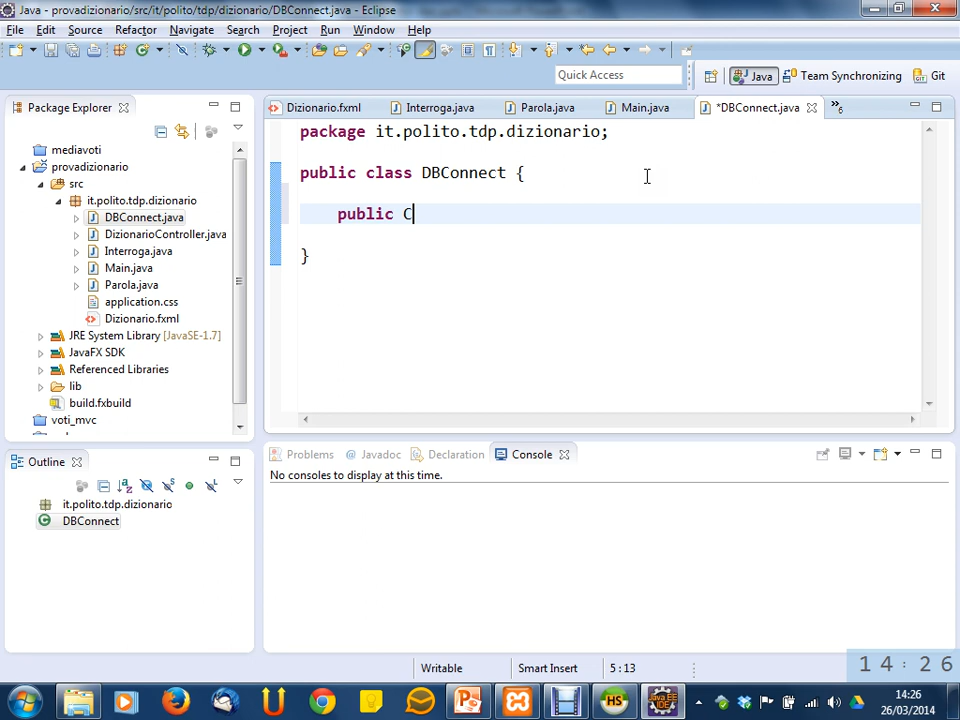 Java - provadizionario/src/it/polito/tdp/dizionario/DBConnect.java - Eclipse
File Edit Source Refactor Navigate Search Project Run Window Help
Quick Access
Java
Team Synchronizing
Git
Package Explorer
mediavoti
provadizionario
src
it.polito.tdp.dizionario
DBConnect.java
DizionarioController.java
Interroga.java
Main.java
Parola.java
application.css
Dizionario.fxml
JRE System Library [JavaSE-1.7]
JavaFX SDK
Referenced Libraries
lib
build.fxbuild
voti_mvc
Dizionario.fxml Interroga.java Parola.java Main.java *DBConnect.java »6
package it.polito.tdp.dizionario;
public class DBConnect {
public C
}
Outline
it.polito.tdp.dizionario
DBConnect
Problems @ Javadoc Declaration Console
No consoles to display at this time.
Writable Smart Insert 5 : 13
14:26
HS
Java EE
IDE
14:26
26/03/2014